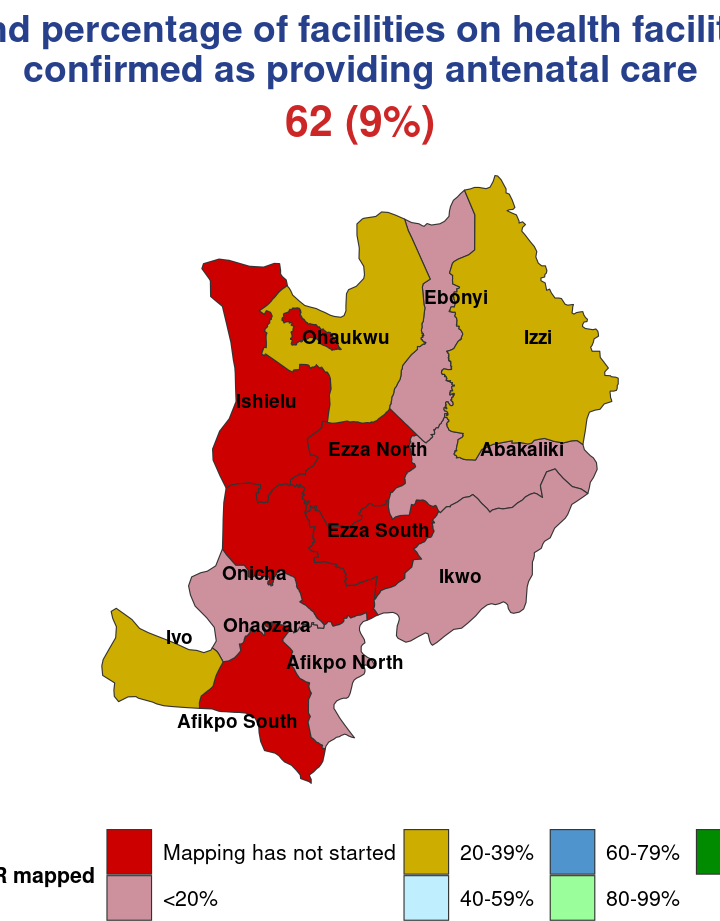 percentage of facilities on health
confirmed as providing antenatal care
62 (9%)
Ebonyi
Ohaukwu
Izzi
Ishielu
Ezza North
Abakaliki
Ezza South
Onicha
Ikwo
Ohaozara
Ivo
Afikpo North
Afikpo South
mapped
Mapping has not started
20-39%
60-79%
<20%
40-59%
80-99%